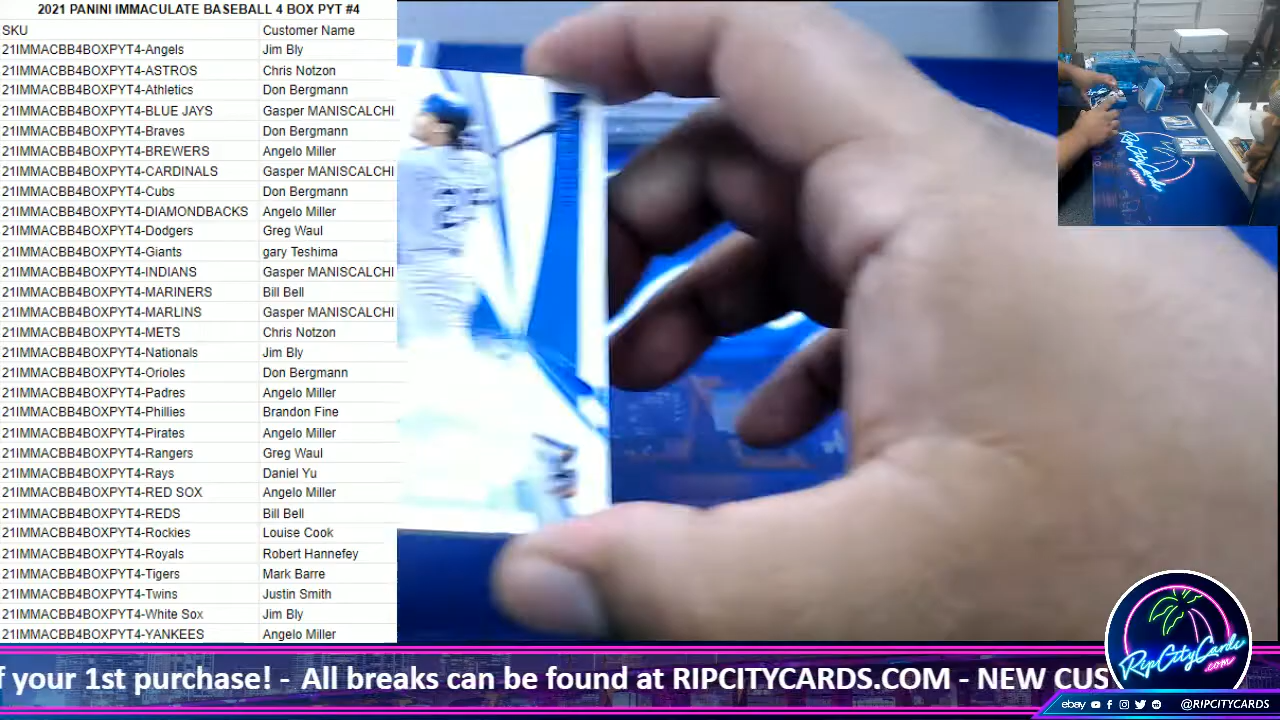 2021 PANINI IMMACULATE BASEBALL 4 BOX PYT #4
SKU Customer Name
21IMMACBB4BOXPYT4-Angels Jim Bly
21IMMACBB4BOXPYT4-ASTROS Chris Notzon
21IMMACBB4BOXPYT4-Athletics Don Bergmann
21IMMACBB4BOXPYT4-BLUE JAYS Gasper MANISCALCHI
21IMMACBB4BOXPYT4-Braves Don Bergmann
21IMMACBB4BOXPYT4-BREWERS Angelo Miller
21IMMACBB4BOXPYT4-CARDINALS Gasper MANISCALCHI
21IMMACBB4BOXPYT4-Cubs Don Bergmann
21IMMACBB4BOXPYT4-DIAMONDBACKS Angelo Miller
21IMMACBB4BOXPYT4-Dodgers Greg Waul
21IMMACBB4BOXPYT4-Giants gary Teshima
21IMMACBB4BOXPYT4-INDIANS Gasper MANISCALCHI
21IMMACBB4BOXPYT4-MARINERS Bill Bell
21IMMACBB4BOXPYT4-MARLINS Gasper MANISCALCHI
21IMMACBB4BOXPYT4-METS Chris Notzon
21IMMACBB4BOXPYT4-Nationals Jim Bly
21IMMACBB4BOXPYT4-Orioles Don Bergmann
21IMMACBB4BOXPYT4-Padres Angelo Miller
21IMMACBB4BOXPYT4-Phillies Brandon Fine
21IMMACBB4BOXPYT4-Pirates Angelo Miller
21IMMACBB4BOXPYT4-Rangers Greg Waul
21IMMACBB4BOXPYT4-Rays Daniel Yu
21IMMACBB4BOXPYT4-RED SOX Angelo Miller
21IMMACBB4BOXPYT4-REDS Bill Bell
21IMMACBB4BOXPYT4-Rockies Louise Cook
21IMMACBB4BOXPYT4-Royals Robert Hannefey
21IMMACBB4BOXPYT4-Tigers Mark Barre
21IMMACBB4BOXPYT4-Twins Justin Smith
21IMMACBB4BOXPYT4-White Sox Jim Bly
21IMMACBB4BOXPYT4-YANKEES Angelo Miller
RipCityCards
.com
f your 1st purchase! - All breaks can be found at RIPCITYCARDS.COM - NEW CUS
RipCityCards
.com
ebay @RIPCITYCARDS